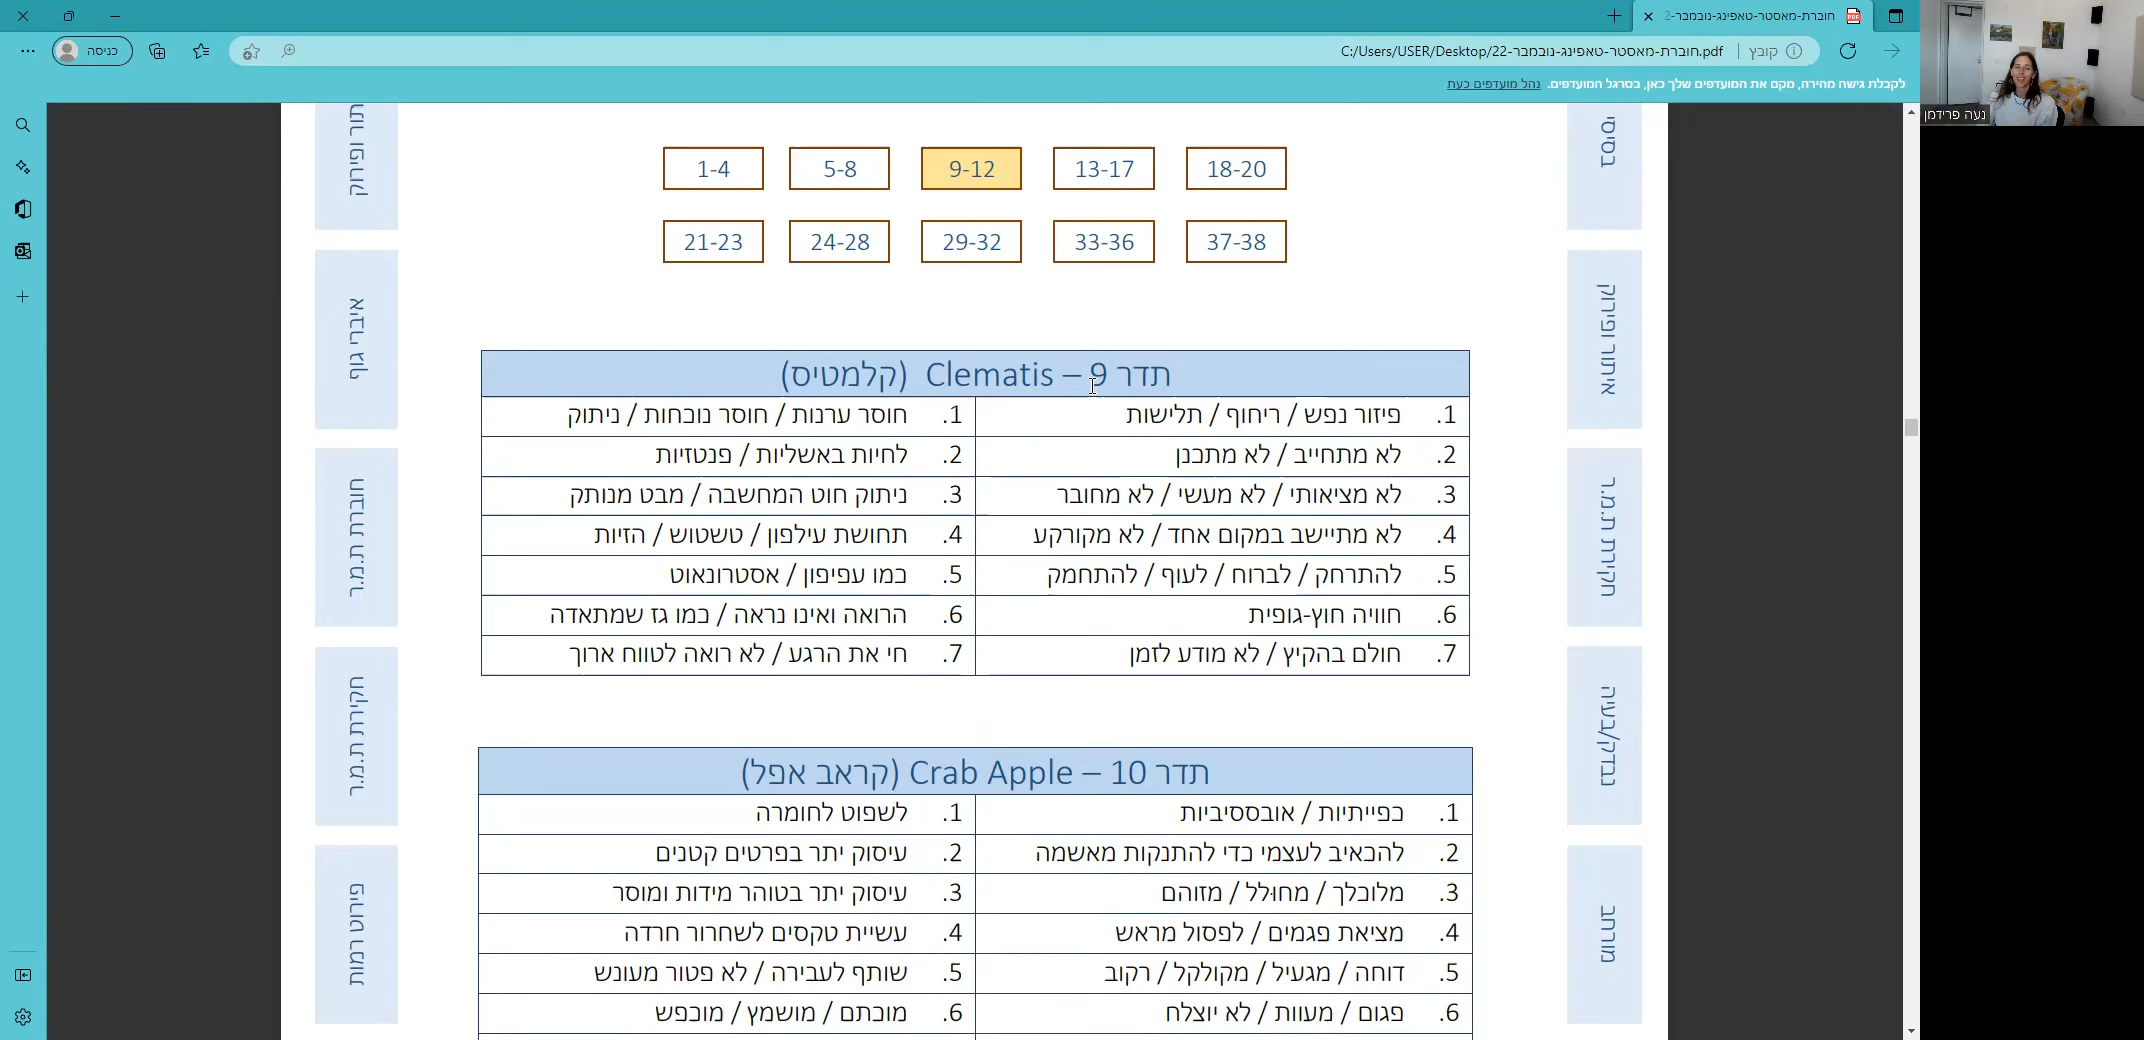 חוברת-מאסטר-טאפינג-נובמבר-2
כניסה
קובץ
C:/Users/USER/Desktop/חוברת-מאסטר-טאפינג-נובמבר-22.pdf
לקבלת גישה מהירה, מקם את המועדפים שלך כאן, בסרגל המועדפים. נהל מועדפים כעת
נעה פרידמן
בסיסי
איתור ופירוק
חקירת ת.מ.ר
נבדק/בעיה
מורחב
תור ופירוק
איברי גוף
חוברת ת.מ.ר
חקירת ת.מ.ר
פירוט רמות
1-4 5-8 9-12 13-17 18-20
21-23 24-28 29-32 33-36 37-38
תדר 9 – Clematis (קלמטיס)
1. פיזור נפש / ריחוף / תלישות
1. חוסר ערנות / חוסר נוכחות / ניתוק
2. לא מתחייב / לא מתכנן
2. לחיות באשליות / פנטזיות
3. לא מציאותי / לא מעשי / לא מחובר
3. ניתוק חוט המחשבה / מבט מנותק
4. לא מתיישב במקום אחד / לא מקורקע
4. תחושת עילפון / טשטוש / הזיות
5. להתרחק / לברוח / לעוף / להתחמק
5. כמו עפיפון / אסטרונאוט
6. חוויה חוץ-גופית
6. הרואה ואינו נראה / כמו גז שמתאדה
7. חולם בהקיץ / לא מודע לזמן
7. חי את הרגע / לא רואה לטווח ארוך
תדר 10 – Crab Apple (קראב אפל)
1. כפייתיות / אובססיביות
1. לשפוט לחומרה
2. להכאיב לעצמי כדי להתנקות מאשמה
2. עיסוק יתר בפרטים קטנים
3. מלוכלך / מחולל / מזוהם
3. עיסוק יתר בטוהר מידות ומוסר
4. מציאת פגמים / לפסול מראש
4. עשיית טקסים לשחרור חרדה
5. דוחה / מגעיל / מקולקל / רקוב
5. שותף לעבירה / לא פטור מעונש
6. פגום / מעוות / לא יוצלח
6. מוכתם / מושמץ / מוכפש